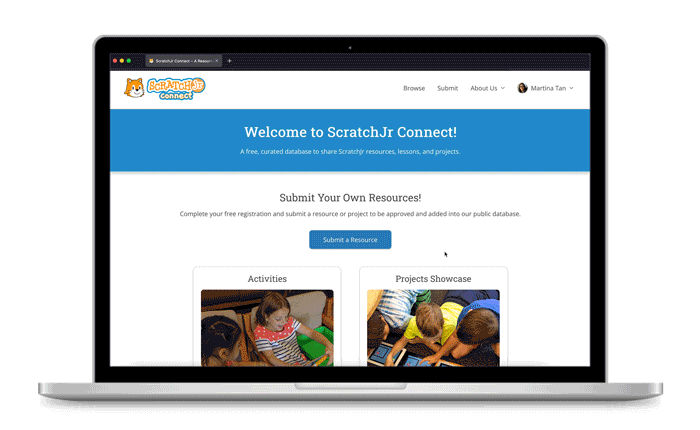 ScratchJr Connect – A Resourc
SCRATCHJR
Connect
Browse Submit About Us Martina Tan
Welcome to ScratchJr Connect!
A free, curated database to share ScratchJr resources, lessons, and projects.
Submit Your Own Resources!
Complete your free registration and submit a resource or project to be approved and added into our public database.
Submit a Resource
Activities Projects Showcase